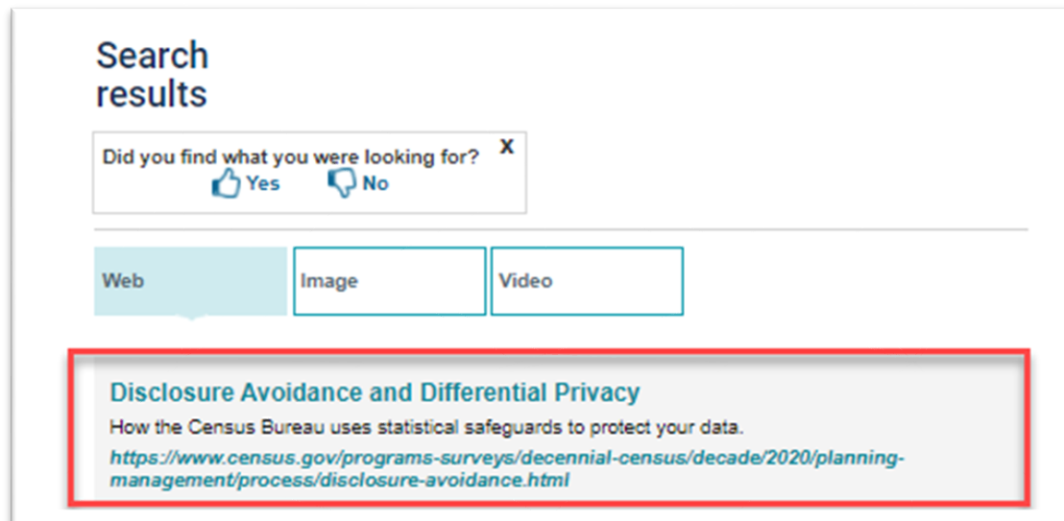 Search
results
Did you find what you were looking for? X
Yes No
Web Image Video
Disclosure Avoidance and Differential Privacy
How the Census Bureau uses statistical safeguards to protect your data.
https://www.census.gov/programs-surveys/decennial-census/decade/2020/planning-
management/process/disclosure-avoidance.html